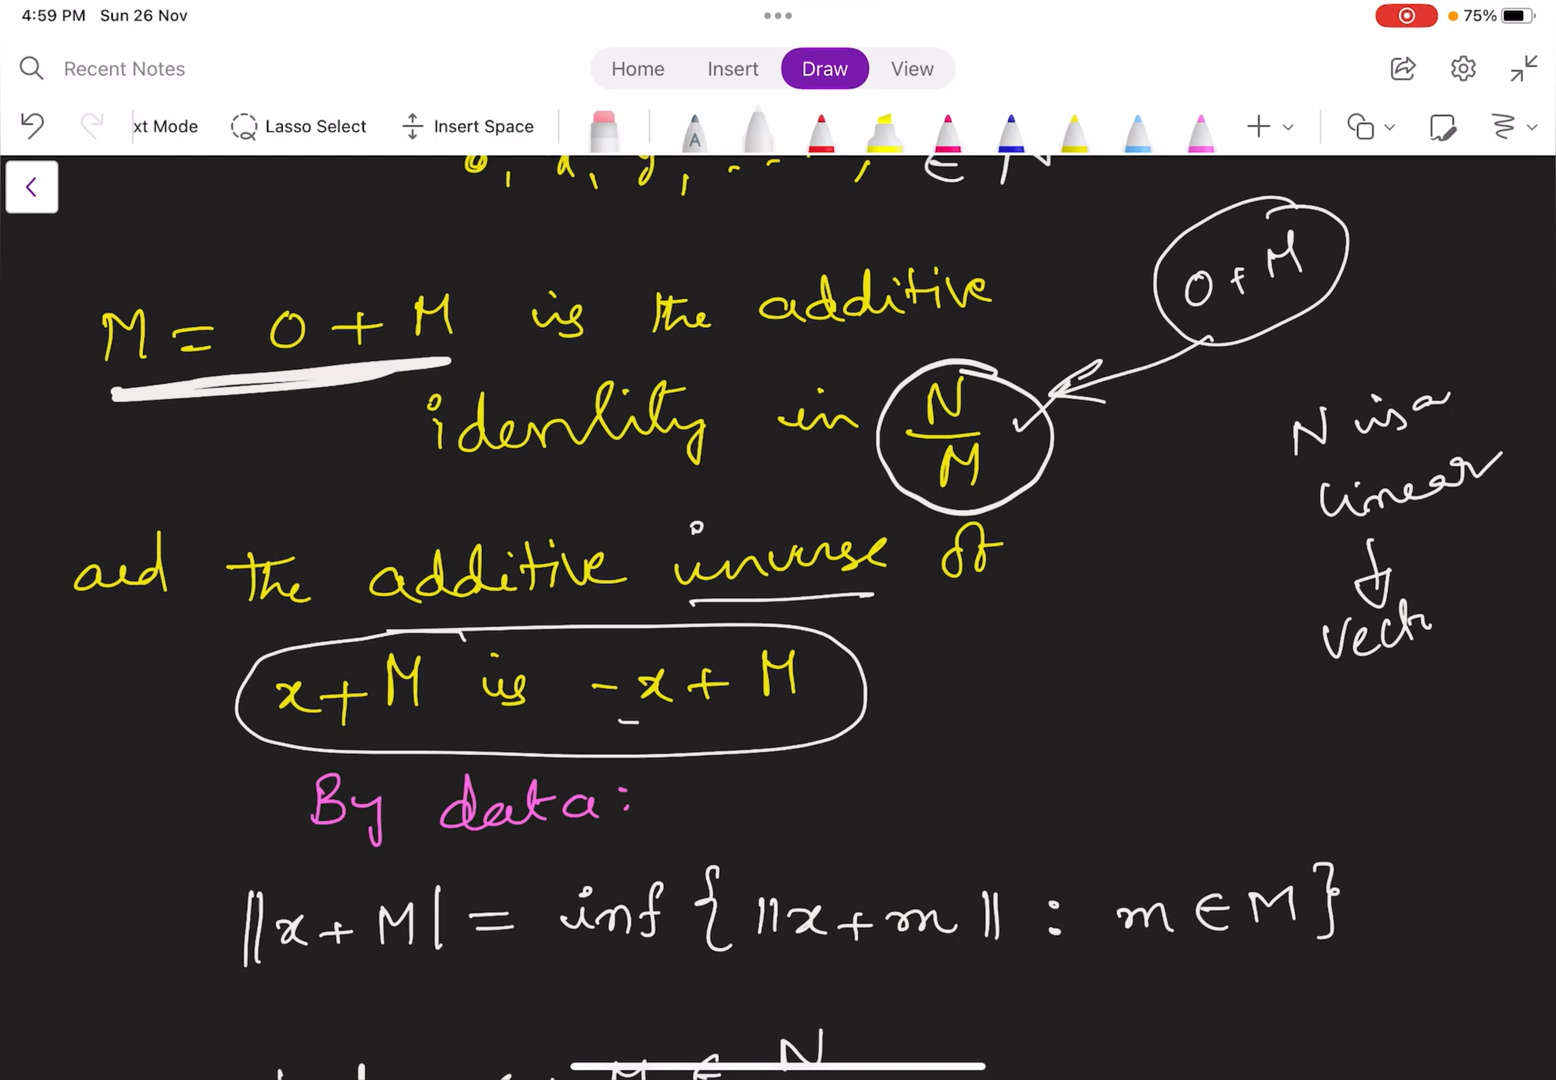 4:59 PM Sun 26 Nov
75%
Recent Notes
Home Insert Draw View
xt Mode Lasso Select Insert Space
A
∈ N
0 + M
M = 0 + M is the additive
identity in N/M
N is a
linear
Vect
and the additive inverse of
x + M is -x + M
By data:
||x + M| = inf { ||x + m || : m ∈ M }
M ∈ N